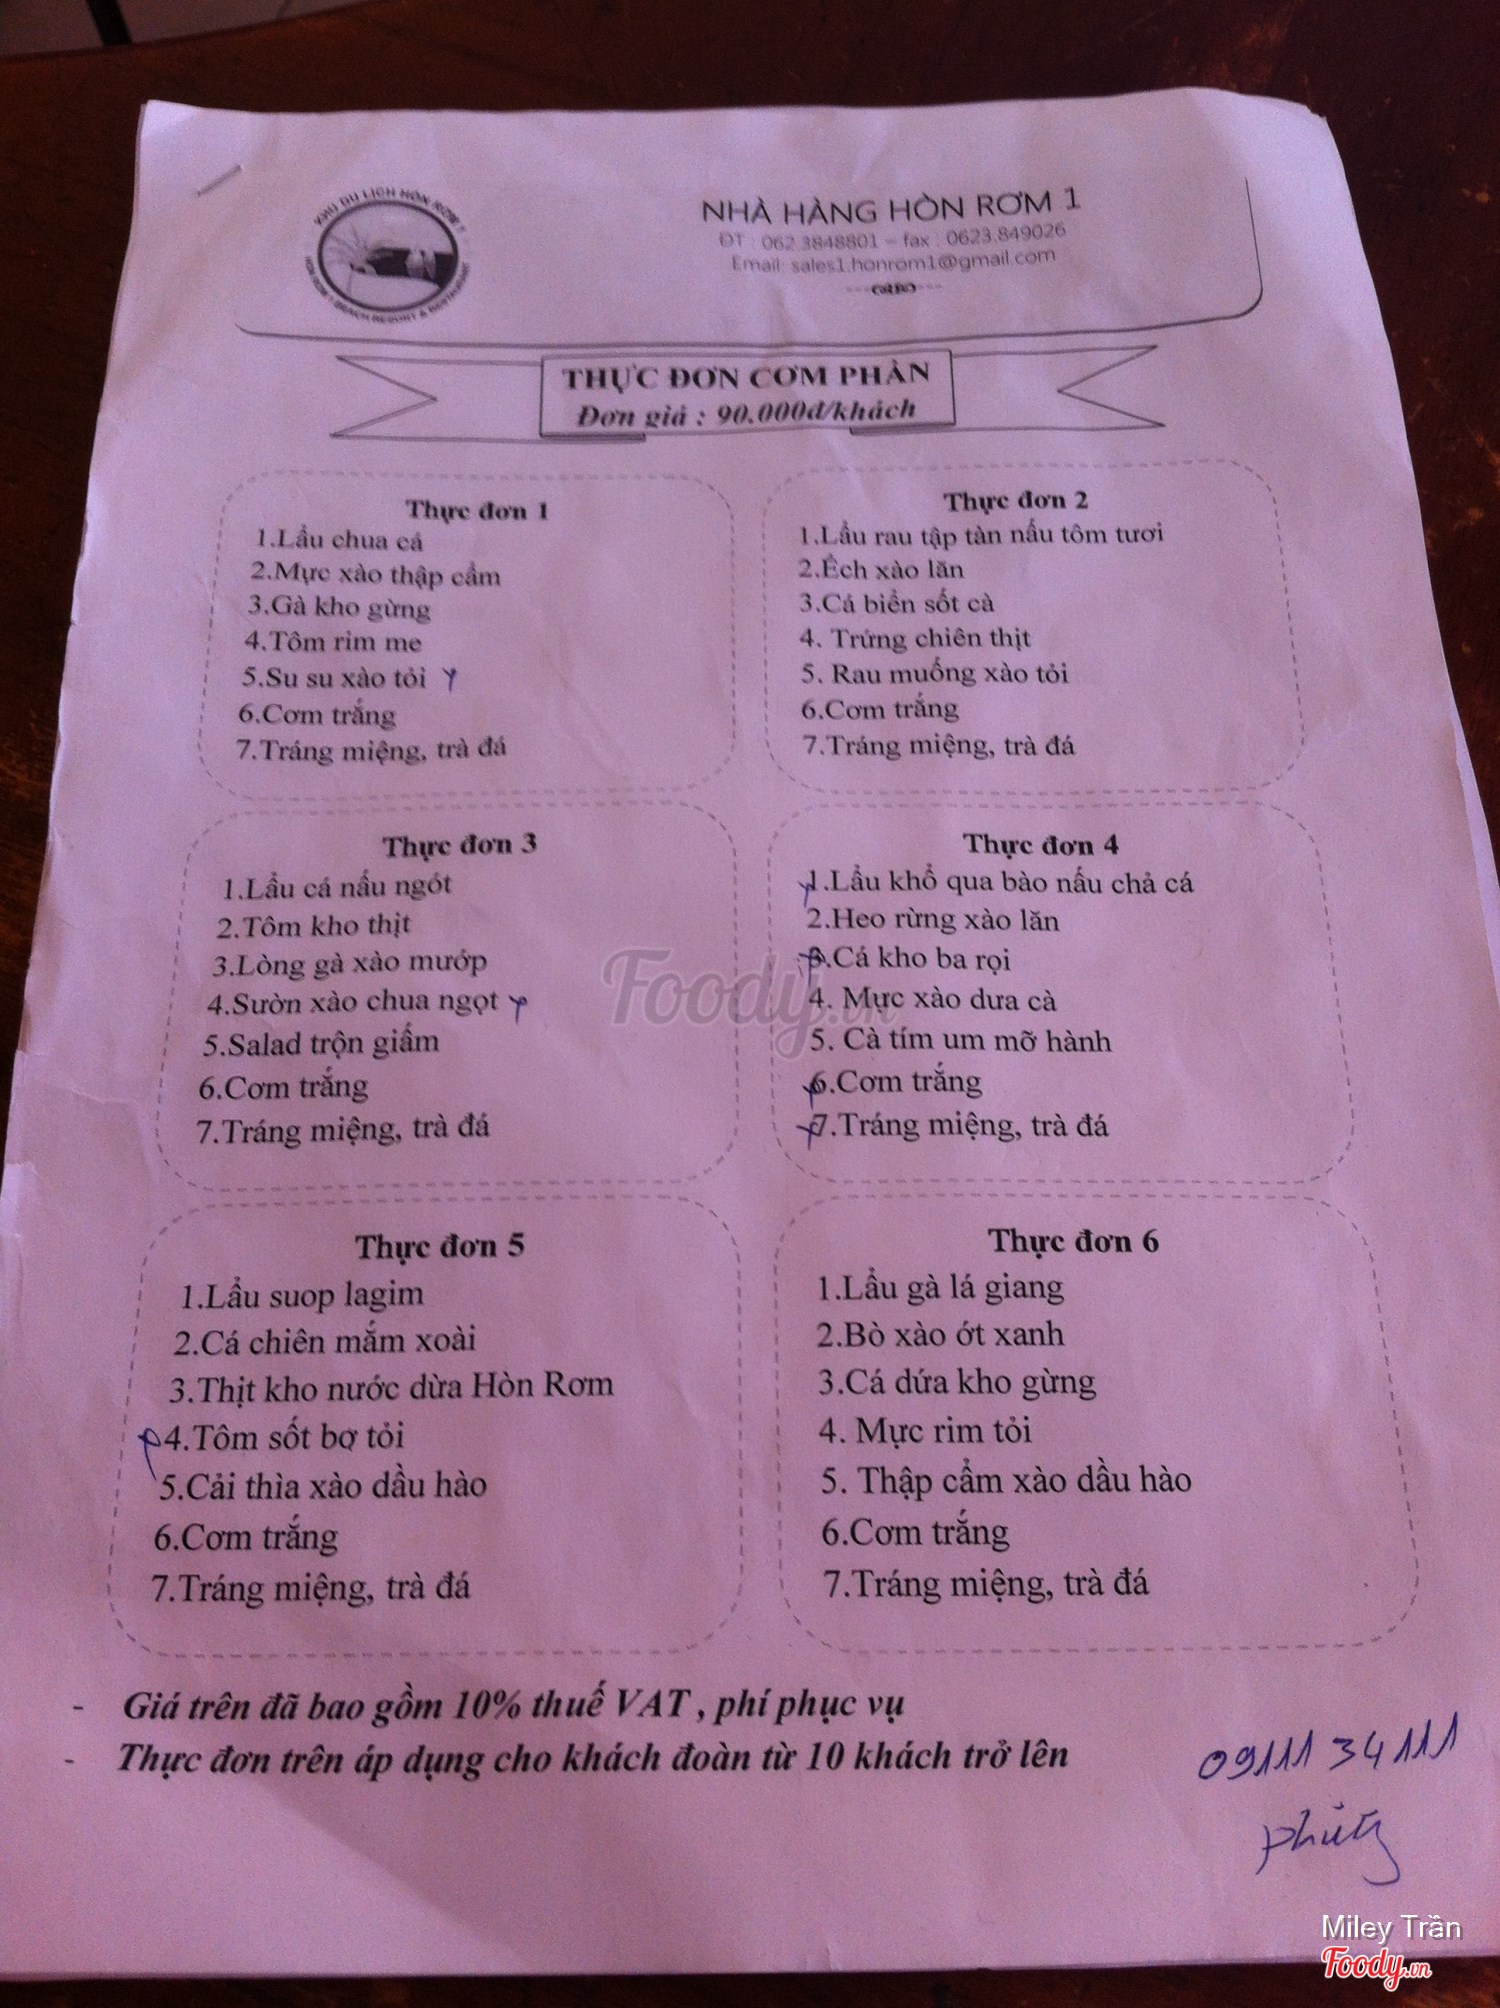 KHU DU LỊCH HÒN RƠM 1
NHÀ HÀNG HÒN RƠM 1
ĐT : 062.3848801 – fax : 0623.849026
Email: sales1.honrom1@gmail.com
THỰC ĐƠN CƠM PHẦN
Đơn giá : 90.000đ/khách
Thực đơn 1
1.Lẩu chua cá
2.Mực xào thập cẩm
3.Gà kho gừng
4.Tôm rim me
5.Su su xào tỏi
6.Cơm trắng
7.Tráng miệng, trà đá
Thực đơn 2
1.Lẩu rau tập tàn nấu tôm tươi
2.Ếch xào lăn
3.Cá biển sốt cà
4. Trứng chiên thịt
5. Rau muống xào tỏi
6.Cơm trắng
7.Tráng miệng, trà đá
Thực đơn 3
1.Lẩu cá nấu ngót
2.Tôm kho thịt
3.Lòng gà xào mướp
4.Sườn xào chua ngọt
5.Salad trộn giấm
6.Cơm trắng
7.Tráng miệng, trà đá
Thực đơn 4
1.Lẩu khổ qua bào nấu chả cá
2.Heo rừng xào lăn
3.Cá kho ba rọi
4. Mực xào dưa cà
5. Cà tím um mỡ hành
6.Cơm trắng
7.Tráng miệng, trà đá
Foody.vn
Thực đơn 5
1.Lẩu suop lagim
2.Cá chiên mắm xoài
3.Thịt kho nước dừa Hòn Rơm
4.Tôm sốt bơ tỏi
5.Cải thìa xào dầu hào
6.Cơm trắng
7.Tráng miệng, trà đá
Thực đơn 6
1.Lẩu gà lá giang
2.Bò xào ớt xanh
3.Cá dứa kho gừng
4. Mực rim tỏi
5. Thập cẩm xào dầu hào
6.Cơm trắng
7.Tráng miệng, trà đá
- Giá trên đã bao gồm 10% thuế VAT , phí phục vụ
- Thực đơn trên áp dụng cho khách đoàn từ 10 khách trở lên
09111 34111
Miley Trần
Foody.vn